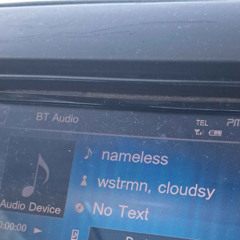 BT Audio
TEL
nameless
wstrmn, cloudsy
Audio Device
No Text